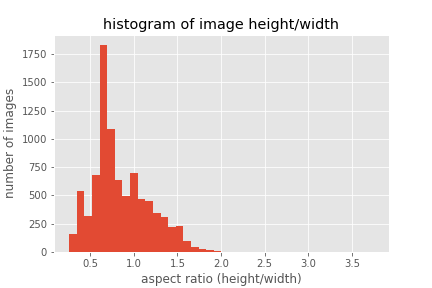 histogram of image height/width
number of images
1750
1500
1250
1000
750
500
250
0
0.5 1.0 1.5 2.0 2.5 3.0 3.5
aspect ratio (height/width)